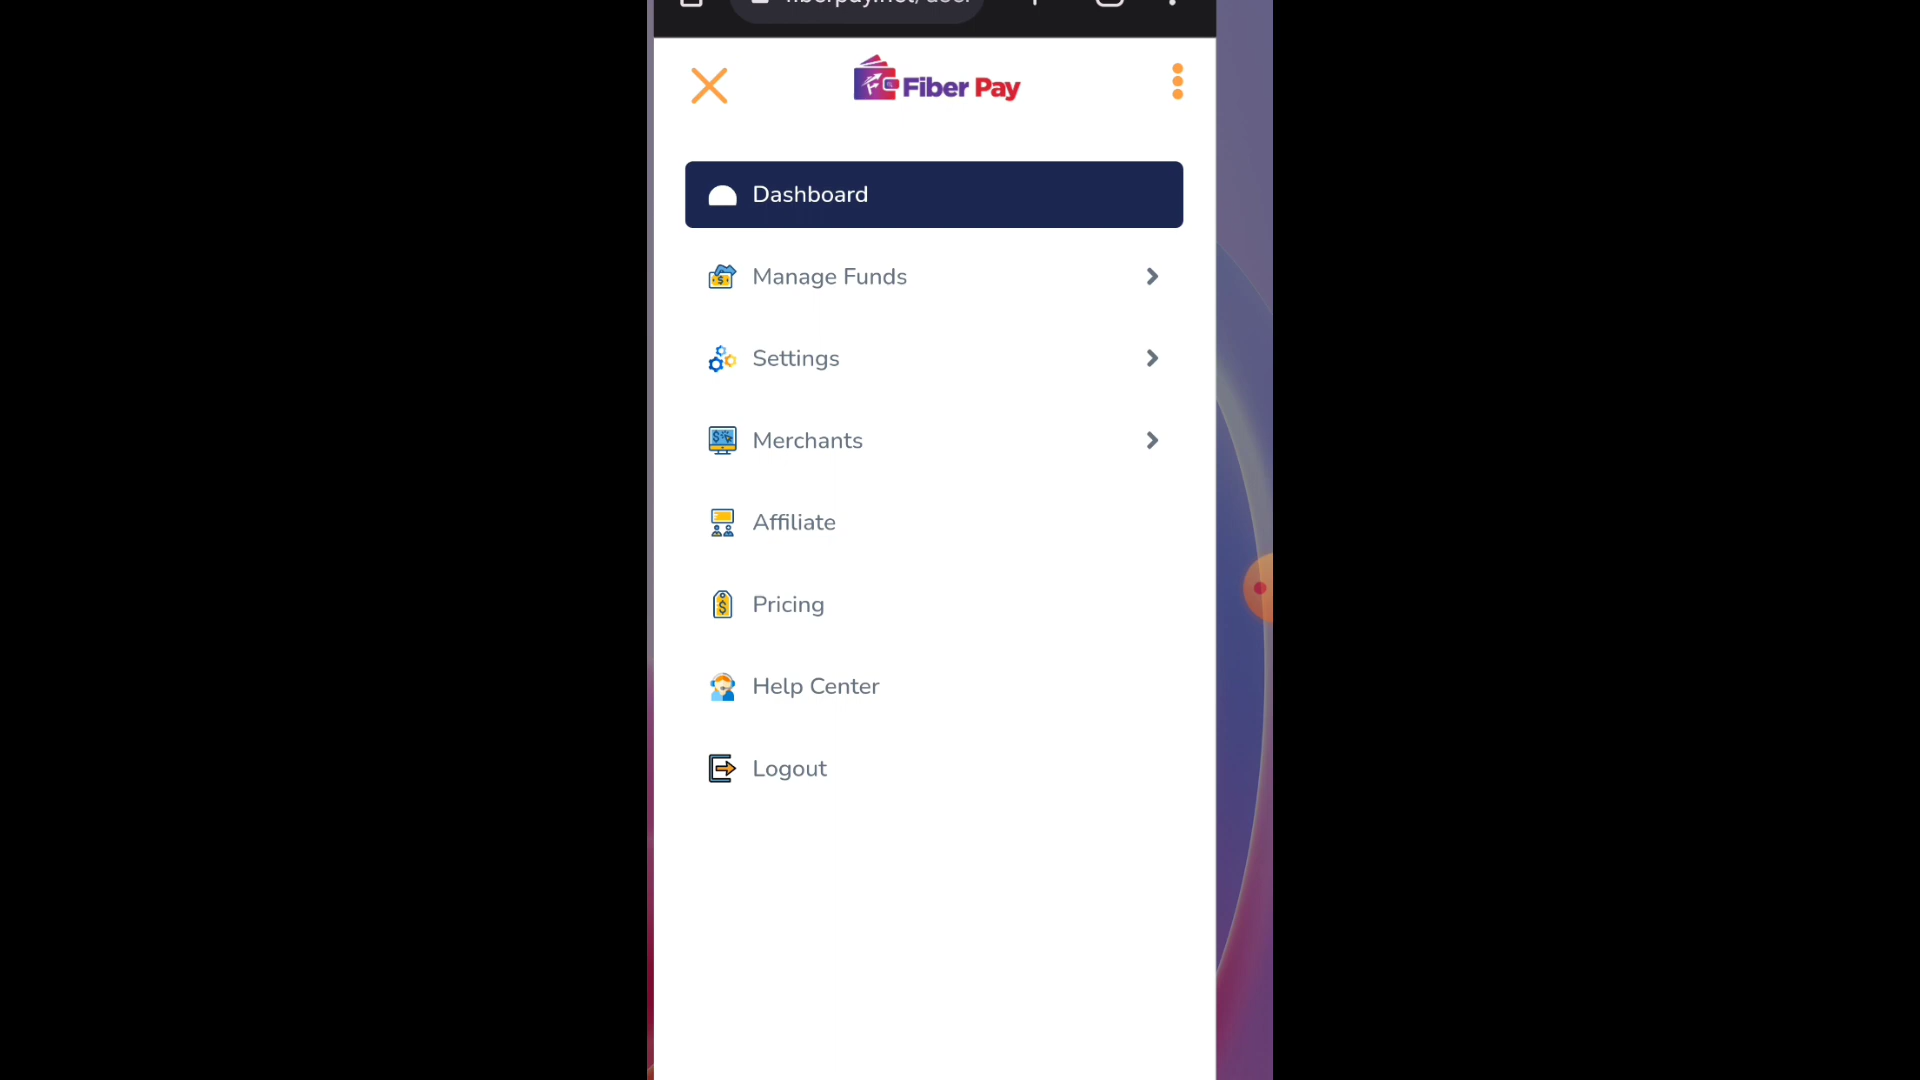 Fiber Pay
Dashboard
Manage Funds
Settings
Merchants
Affiliate
Pricing
Help Center
Logout